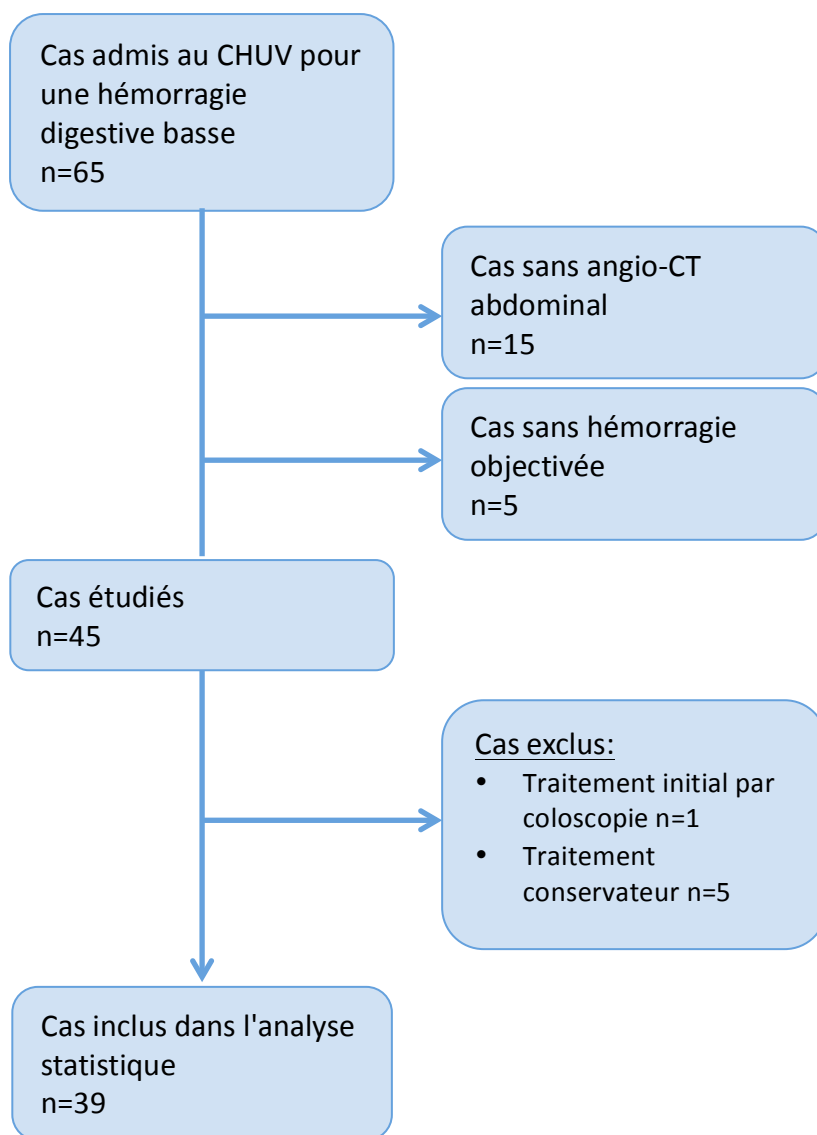 Cas admis au CHUV pour
une hémorragie
digestive basse
n=65
Cas sans angio-CT
abdominal
n=15
Cas sans hémorragie
objectivée
n=5
Cas étudiés
n=45
Cas exclus:
• Traitement initial par
coloscopie n=1
• Traitement
conservateur n=5
Cas inclus dans l'analyse
statistique
n=39